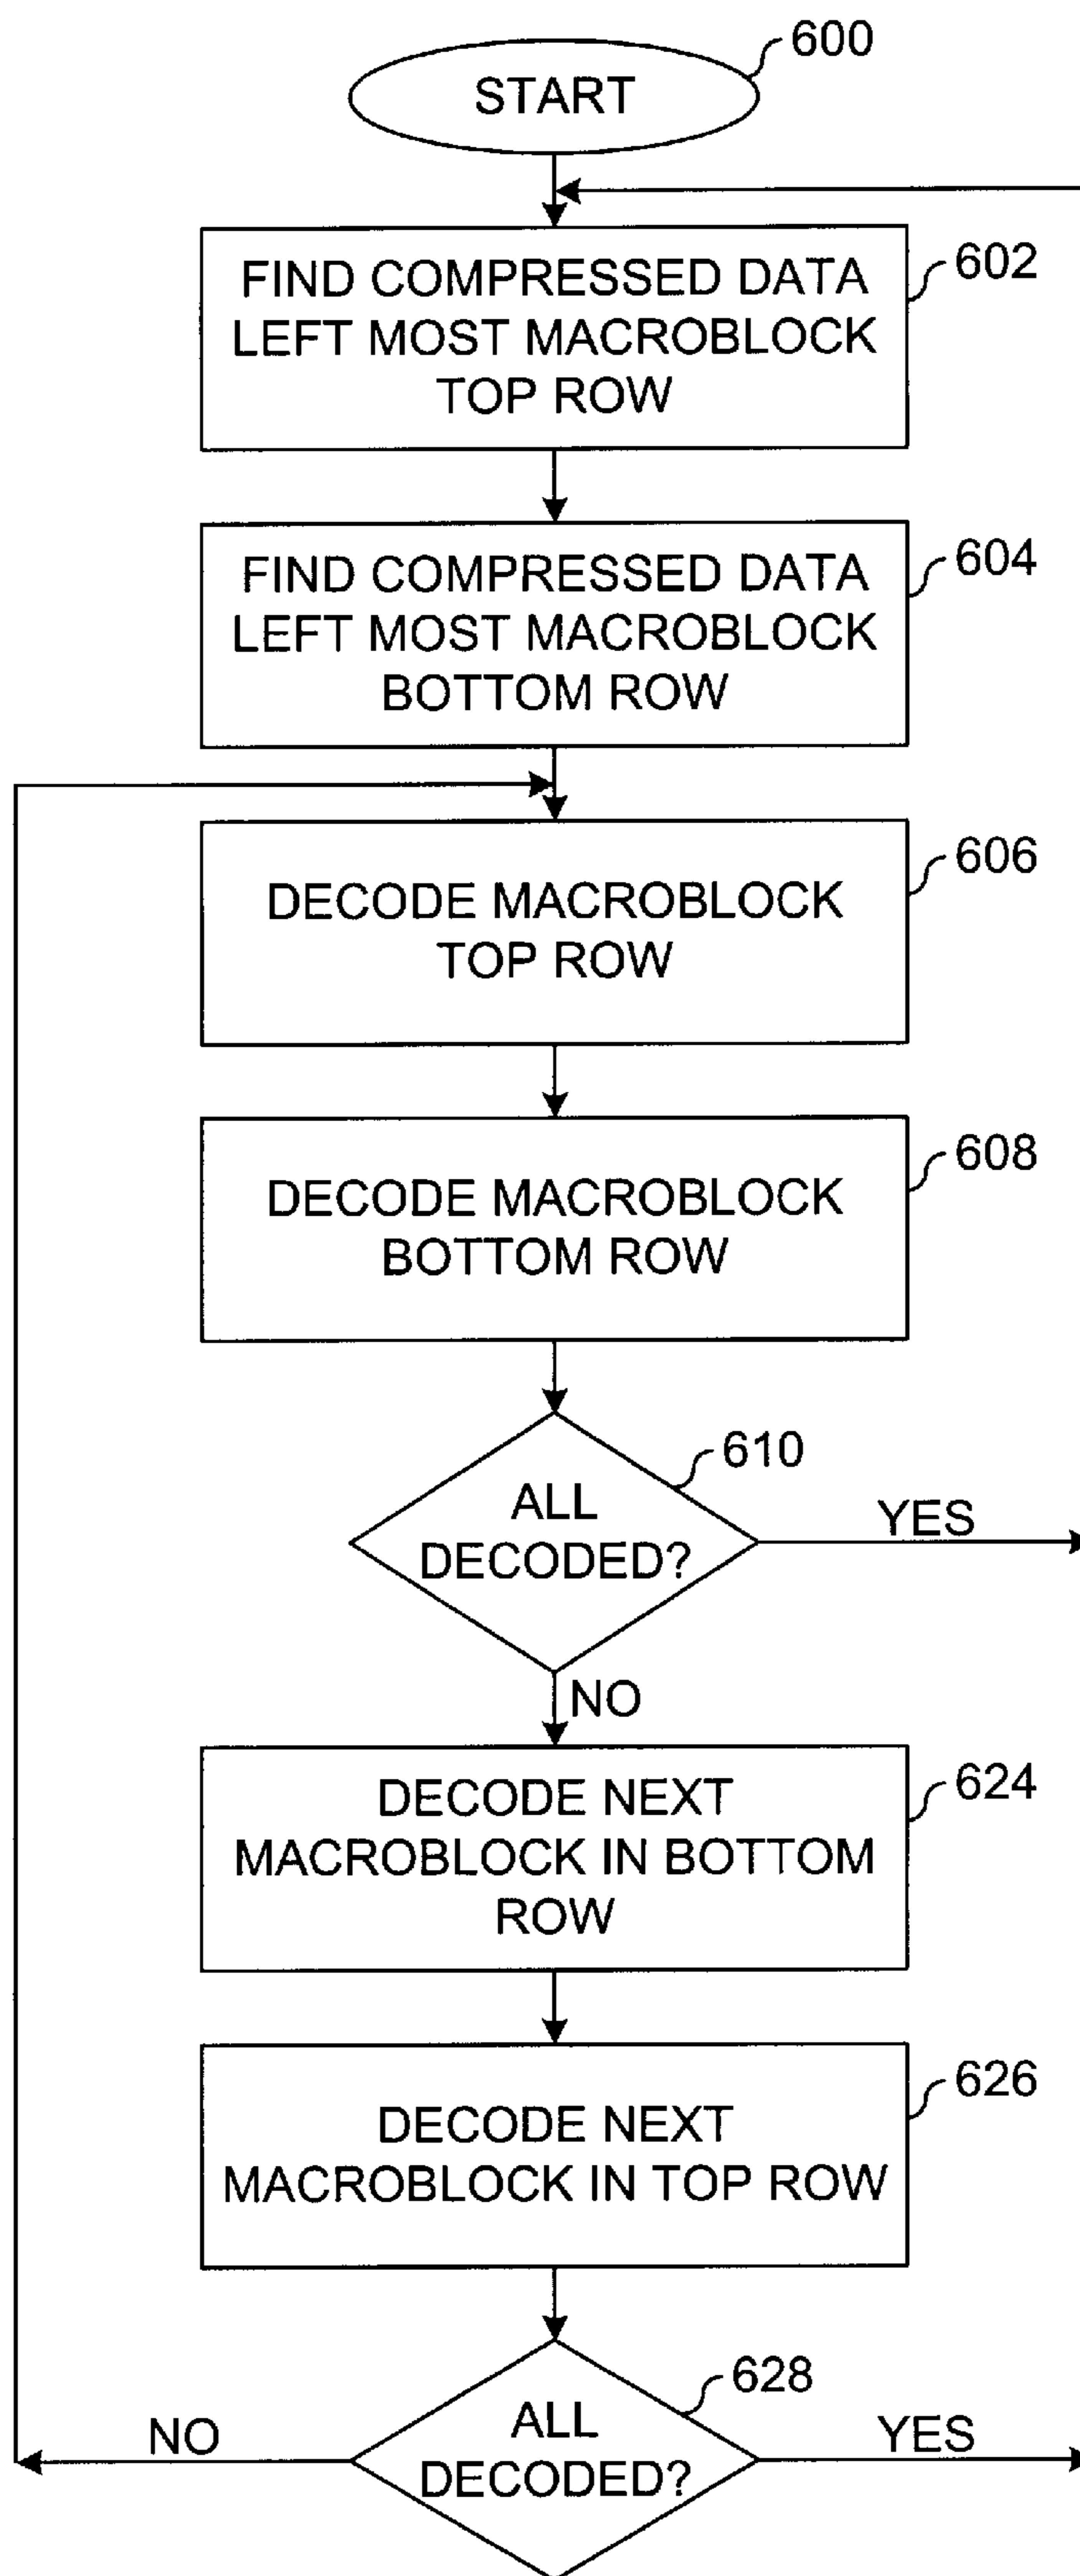 600
START
602
FIND COMPRESSED DATA
LEFT MOST MACROBLOCK
TOP ROW
604
FIND COMPRESSED DATA
LEFT MOST MACROBLOCK
BOTTOM ROW
606
DECODE MACROBLOCK
TOP ROW
608
DECODE MACROBLOCK
BOTTOM ROW
610
ALL
DECODED?
YES
NO
624
DECODE NEXT
MACROBLOCK IN BOTTOM
ROW
626
DECODE NEXT
MACROBLOCK IN TOP ROW
628
ALL
DECODED?
NO
YES